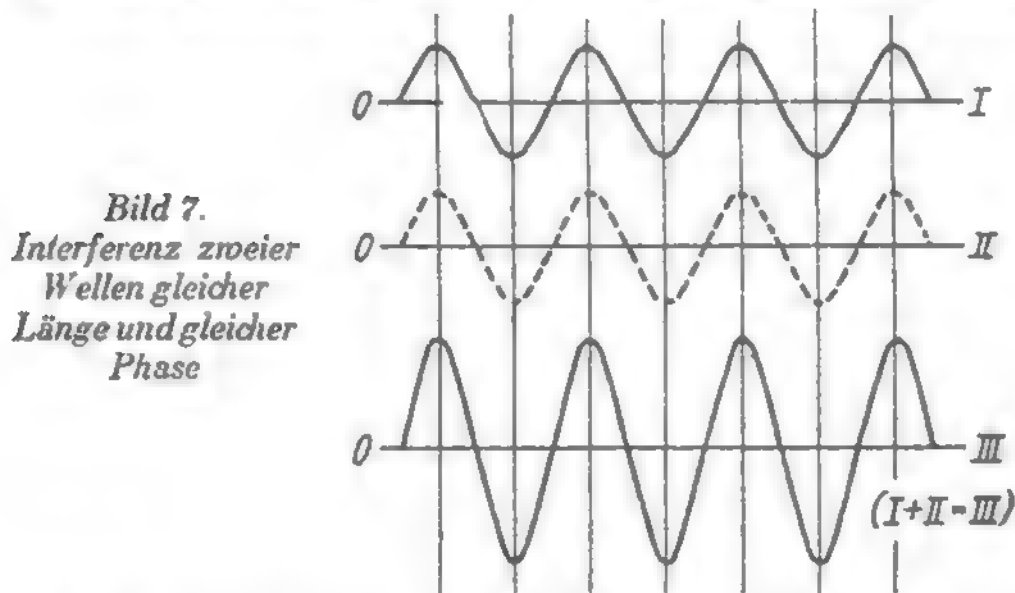 0 I
Bild 7.
Interferenz zweier
0 II
Wellen gleicher
Länge und gleicher
Phase
0 III
(I+II=III)